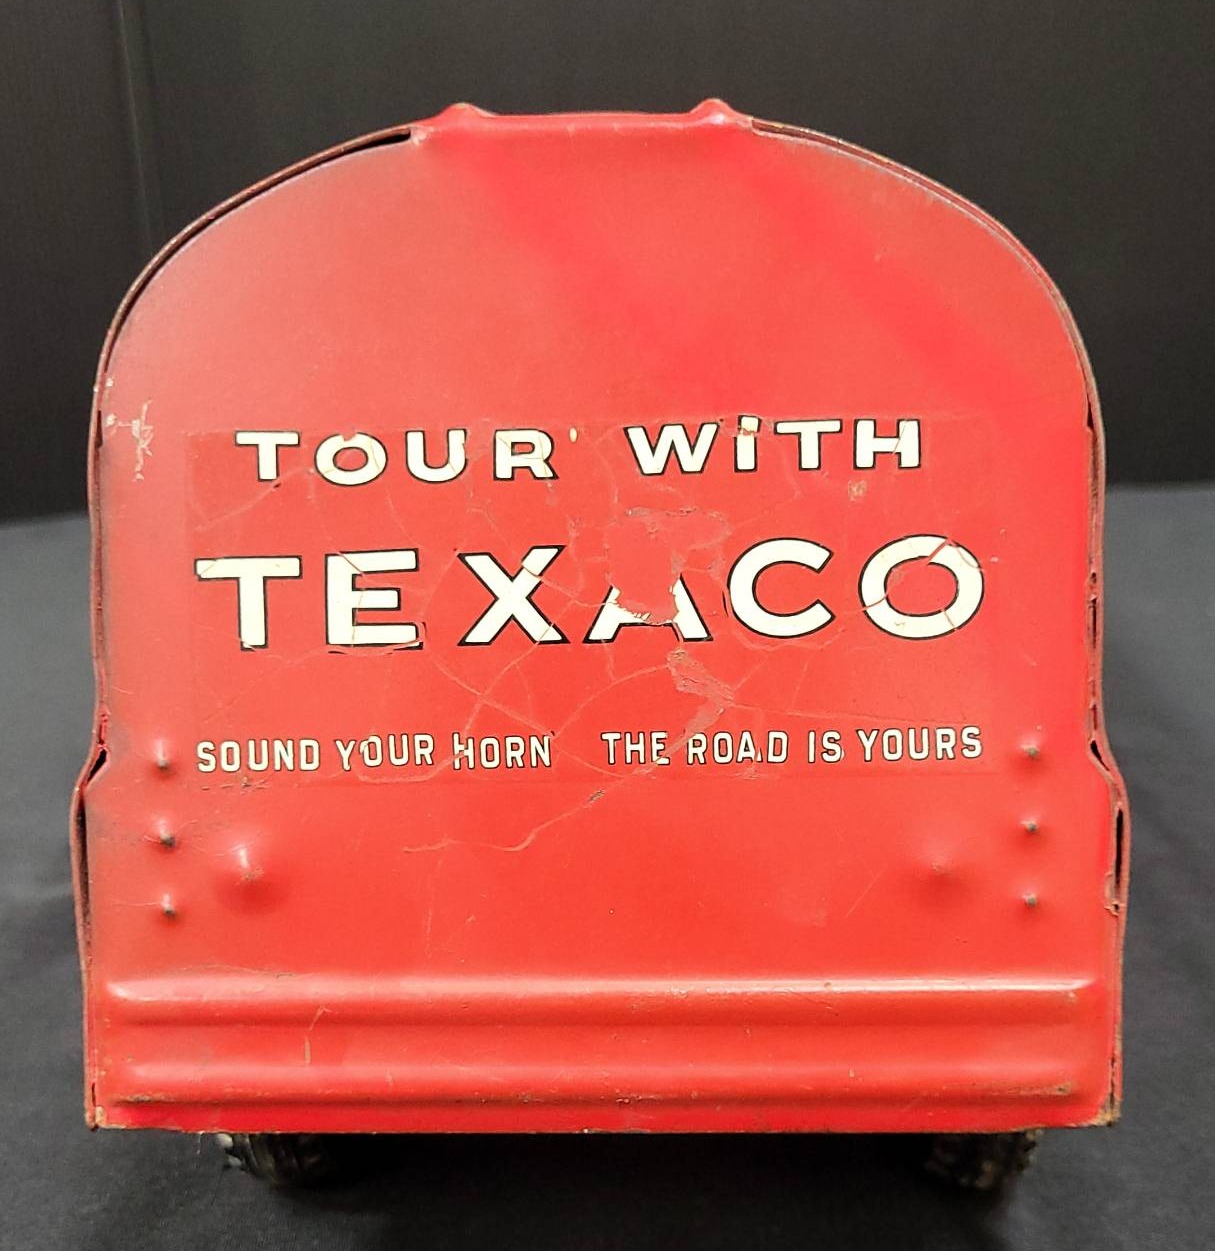 TOUR WiTH
TEXACO
SOUND YOUR HORN THE ROAD IS YOURS